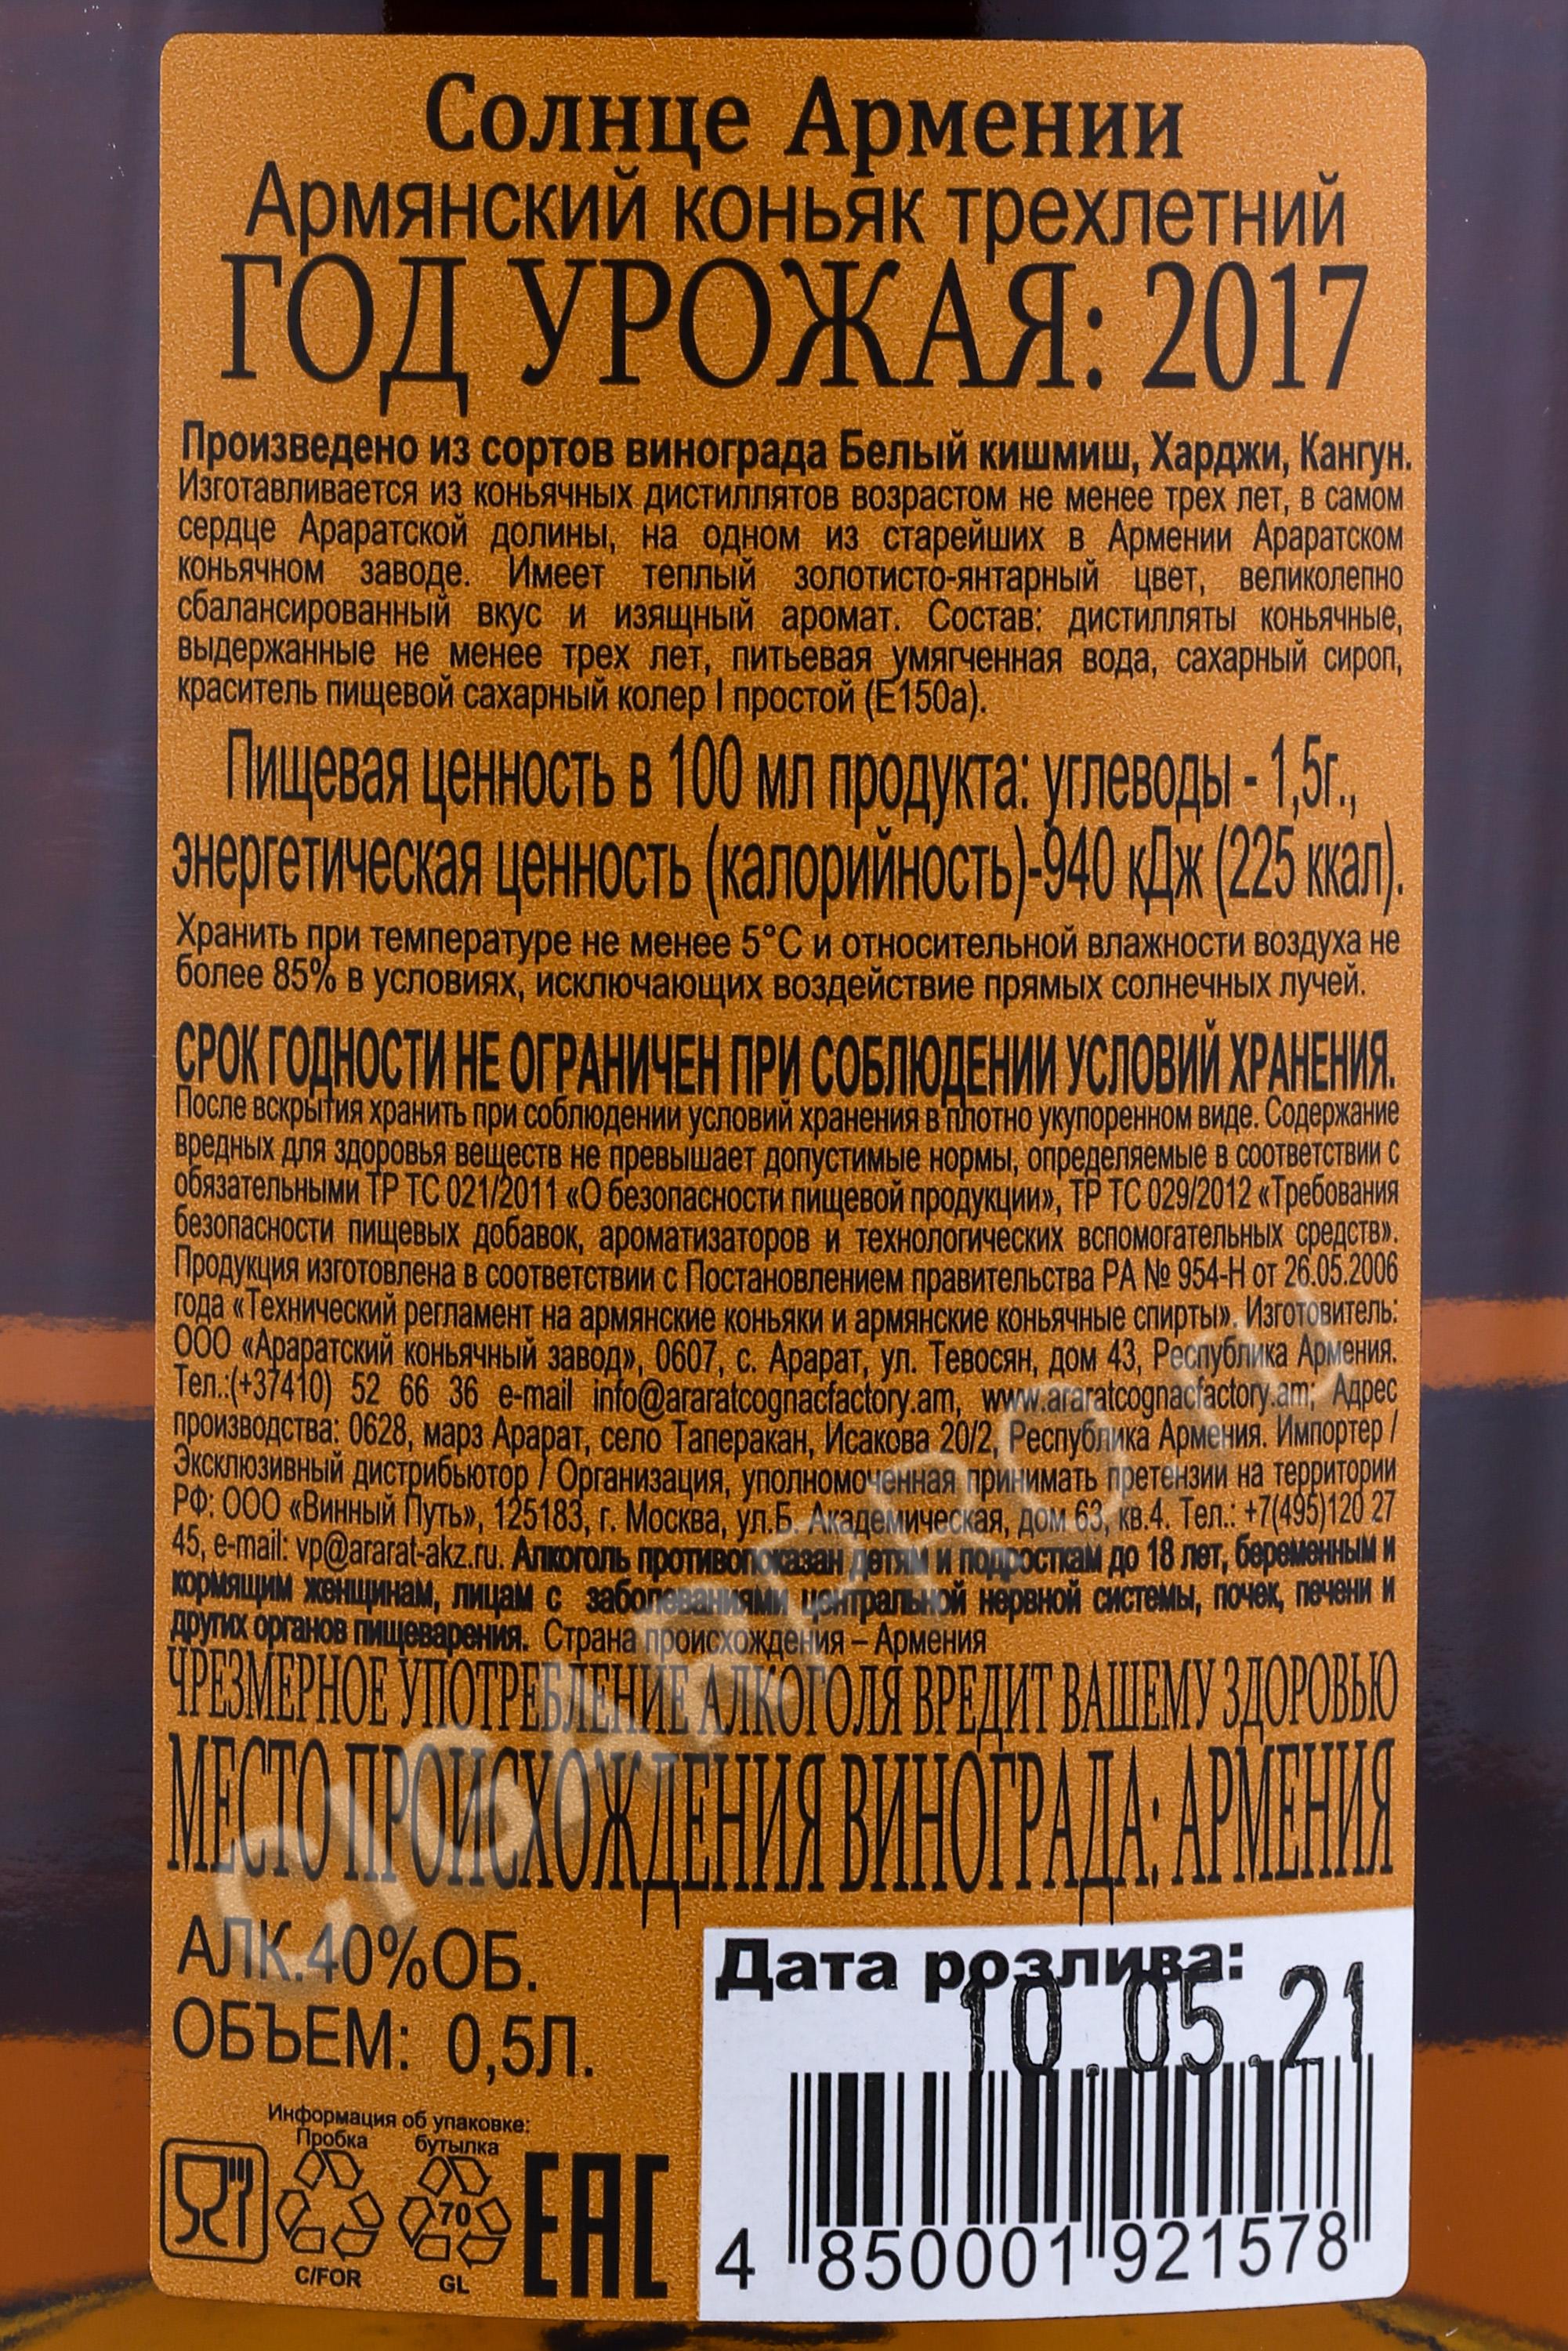 Солнце Армении
Армянский коньяк трехлетний
ГОД УРОЖАЯ: 2017
Произведено из сортов винограда Белый кишмиш, Харджи, Кангун.
Изготавливается из коньячных дистиллятов возрастом не менее трех лет, в самом
сердце Араратской долины, на одном из старейших в Армении Араратском
коньячном заводе. Имеет теплый золотисто-янтарный цвет, великолепно
сбалансированный вкус и изящный аромат. Состав: дистилляты коньячные,
выдержанные не менее трех лет, питьевая умягченная вода, сахарный сироп,
краситель пищевой сахарный колер I простой (E150a).
Пищевая ценность в 100 мл продукта: углеводы - 1,5г.,
энергетическая ценность (калорийность)-940 кДж (225 ккал).
Хранить при температуре не менее 5°С и относительной влажности воздуха не
более 85% в условиях, исключающих воздействие прямых солнечных лучей.
СРОК ГОДНОСТИ НЕ ОГРАНИЧЕН ПРИ СОБЛЮДЕНИИ УСЛОВИЙ ХРАНЕНИЯ.
После вскрытия хранить при соблюдении условий хранения в плотно укупоренном виде. Содержание
вредных для здоровья веществ не превышает допустимые нормы, определяемые в соответствии с
обязательными ТР ТС 021/2011 «О безопасности пищевой продукции», ТР ТС 029/2012 «Требования
безопасности пищевых добавок, ароматизаторов и технологических вспомогательных средств».
Продукция изготовлена в соответствии с Постановлением правительства РА № 954-Н от 26.05.2006
года «Технический регламент на армянские коньяки и армянские коньячные спирты». Изготовитель:
ООО «Араратский коньячный завод», 0607, с. Арарат, ул. Тевосян, дом 43, Республика Армения.
Тел.:(+37410) 52 66 36 e-mail info@araratcognacfactory.am, www.araratcognacfactory.am; Адрес
производства: 0628, марз Арарат, село Таперакан, Исакова 20/2, Республика Армения. Импортер /
Эксклюзивный дистрибьютор / Организация, уполномоченная принимать претензии на территории
РФ: ООО «Винный Путь», 125183, г. Москва, ул.Б. Академическая, дом 63, кв.4. Тел.: +7(495)120 27
45, e-mail: vp@ararat-akz.ru. Алкоголь противопоказан детям и подросткам до 18 лет, беременным и
кормящим женщинам, лицам с заболеваниями центральной нервной системы, почек, печени и
других органов пищеварения. Страна происхождения – Армения
ЧРЕЗМЕРНОЕ УПОТРЕБЛЕНИЕ АЛКОГОЛЯ ВРЕДИТ ВАШЕМУ ЗДОРОВЬЮ
МЕСТО ПРОИСХОЖДЕНИЯ ВИНОГРАДА: АРМЕНИЯ
АЛК.40%ОБ.
ОБЪЕМ: 0,5Л.
Информация об упаковке:
Пробка бутылка
70
C/FOR GL
EAC
Дата розлива:
10.05.21
4 850001 921578
CIGARPRO.ru